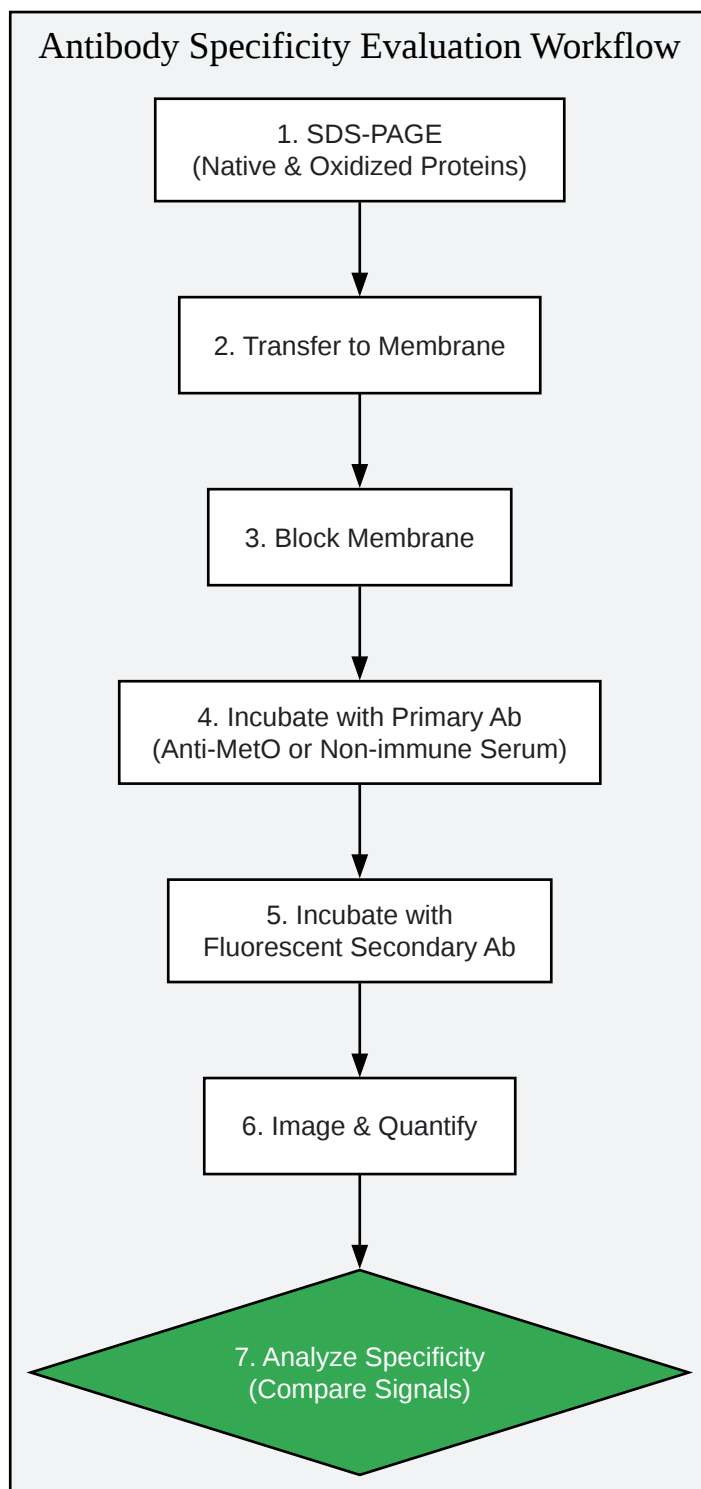 Antibody Specificity Evaluation Workflow
1. SDS-PAGE
(Native & Oxidized Proteins)
2. Transfer to Membrane
3. Block Membrane
4. Incubate with Primary Ab
(Anti-MetO or Non-immune Serum)
5. Incubate with
Fluorescent Secondary Ab
6. Image & Quantify
7. Analyze Specificity
(Compare Signals)